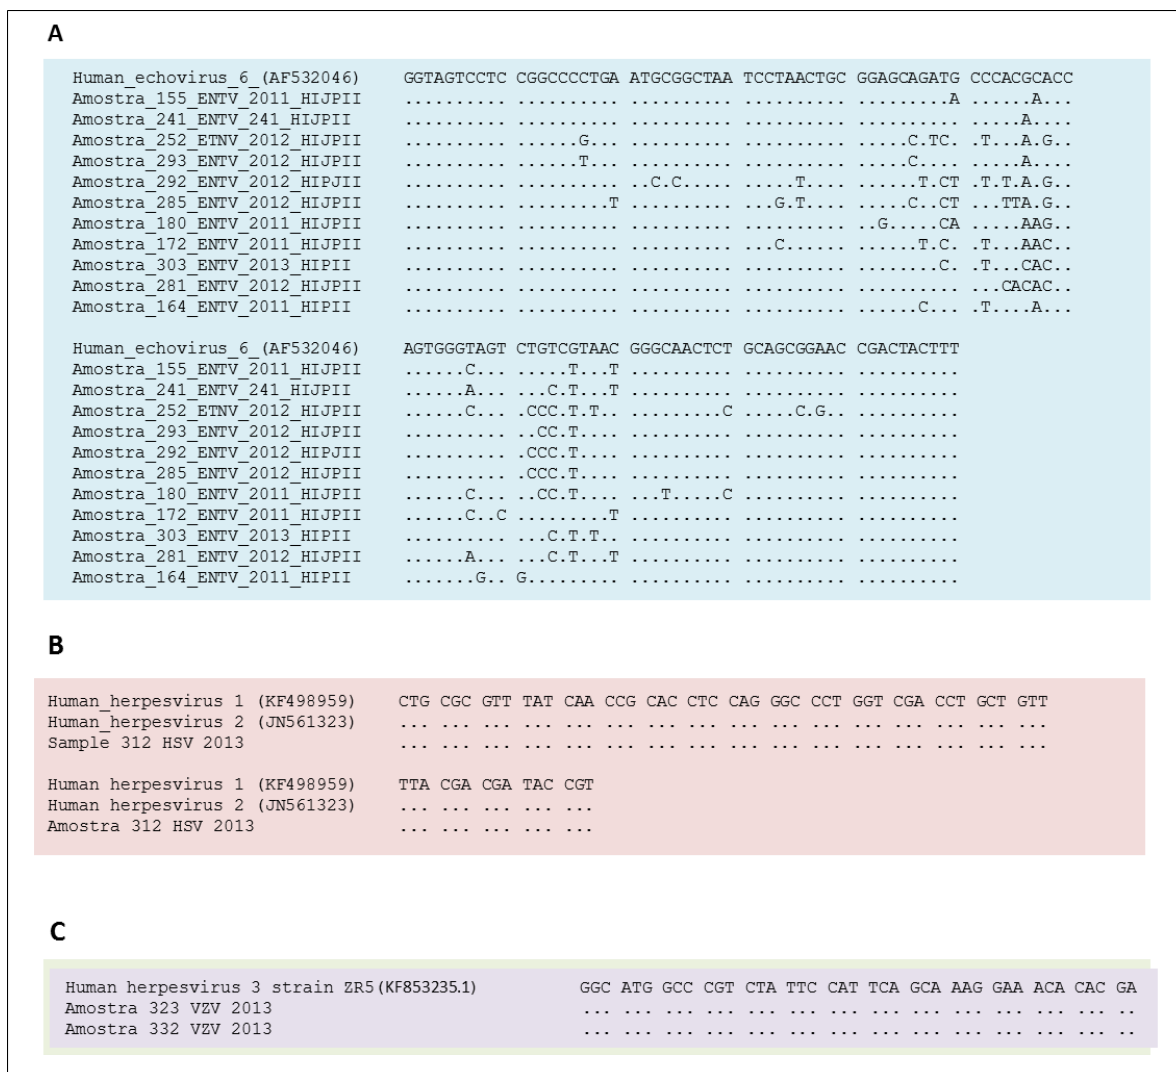 A
Human_echovirus_6_(AF532046) GGTAGTCCTC CGGCCCCTGA ATGCGGCTAA TCCTAACTGC GGAGCAGATG CCCACGCACC
Amostra_155_ENTV_2011_HIJPII .......... .......... .......... .......... .........A ......A...
Amostra_241_ENTV_241_HIJPII .......... .......... .......... .......... .......... .....A....
Amostra_252_ETNV_2012_HIJPII .......... ......G... .......... .......... .....C.TC. .T...A.G..
Amostra_293_ENTV_2012_HIJPII .......... ......T... .......... .......... .....C.... .....A....
Amostra_292_ENTV_2012_HIPJII .......... .......... ..C.C..... .....T.... ......T.CT .T.T.A.G..
Amostra_285_ENTV_2012_HIJPII .......... .........T .......... ...G.T.... .....C..CT ...TTA.G..
Amostra_180_ENTV_2011_HIJPII .......... .......... .......... .......... ..G.....CA .....AAG..
Amostra_172_ENTV_2011_HIJPII .......... .......... .......... ...C...... ......T.C. .T...AAC..
Amostra_303_ENTV_2013_HIPII .......... .......... .......... .......... ........C. .T...CAC..
Amostra_281_ENTV_2012_HIJPII .......... .......... .......... .......... .......... ...CACAC..
Amostra_164_ENTV_2011_HIPII .......... .......... .......... .......... ......C... .T....A...
Human_echovirus_6_(AF532046) AGTGGGTAGT CTGTCGTAAC GGGCAACTCT GCAGCGGAAC CGACTACTTT
Amostra_155_ENTV_2011_HIJPII ......C... .....T...T .......... .......... ..........
Amostra_241_ENTV_241_HIJPII ......A... ...C.T...T .......... .......... ..........
Amostra_252_ETNV_2012_HIJPII ......C... .CCC.T.T.. .........C .....C.G.. ..........
Amostra_293_ENTV_2012_HIJPII .......... ..CC.T.... .......... .......... ..........
Amostra_292_ENTV_2012_HIPJII .......... .CCC.T.... .......... .......... ..........
Amostra_285_ENTV_2012_HIJPII .......... .CCC.T.... .......... .......... ..........
Amostra_180_ENTV_2011_HIJPII ......C... ..CC.T.... ...T.....C .......... ..........
Amostra_172_ENTV_2011_HIJPII ......C..C .........T .......... .......... ..........
Amostra_303_ENTV_2013_HIPII .......... ...C.T.T.. .......... .......... ..........
Amostra_281_ENTV_2012_HIJPII ......A... ...C.T...T .......... .......... ..........
Amostra_164_ENTV_2011_HIPII .......G.. G......... .......... .......... ..........
B
Human_herpesvirus 1 (KF498959) CTG CGC GTT TAT CAA CCG CAC CTC CAG GGC CCT GGT CGA CCT GCT GTT
Human_herpesvirus 2 (JN561323) ... ... ... ... ... ... ... ... ... ... ... ... ... ... ... ...
Sample 312 HSV 2013 ... ... ... ... ... ... ... ... ... ... ... ... ... ... ... ...
Human herpesvirus 1 (KF498959) TTA CGA CGA TAC CGT
Human herpesvirus 2 (JN561323) ... ... ... ... ...
Amostra 312 HSV 2013 ... ... ... ... ...
C
Human herpesvirus 3 strain ZR5 (KF853235.1) GGC ATG GCC CGT CTA TTC CAT TCA GCA AAG GAA ACA CAC GA
Amostra 323 VZV 2013 ... ... ... ... ... ... ... ... ... ... ... ... ... ..
Amostra 332 VZV 2013 ... ... ... ... ... ... ... ... ... ... ... ... ... ..